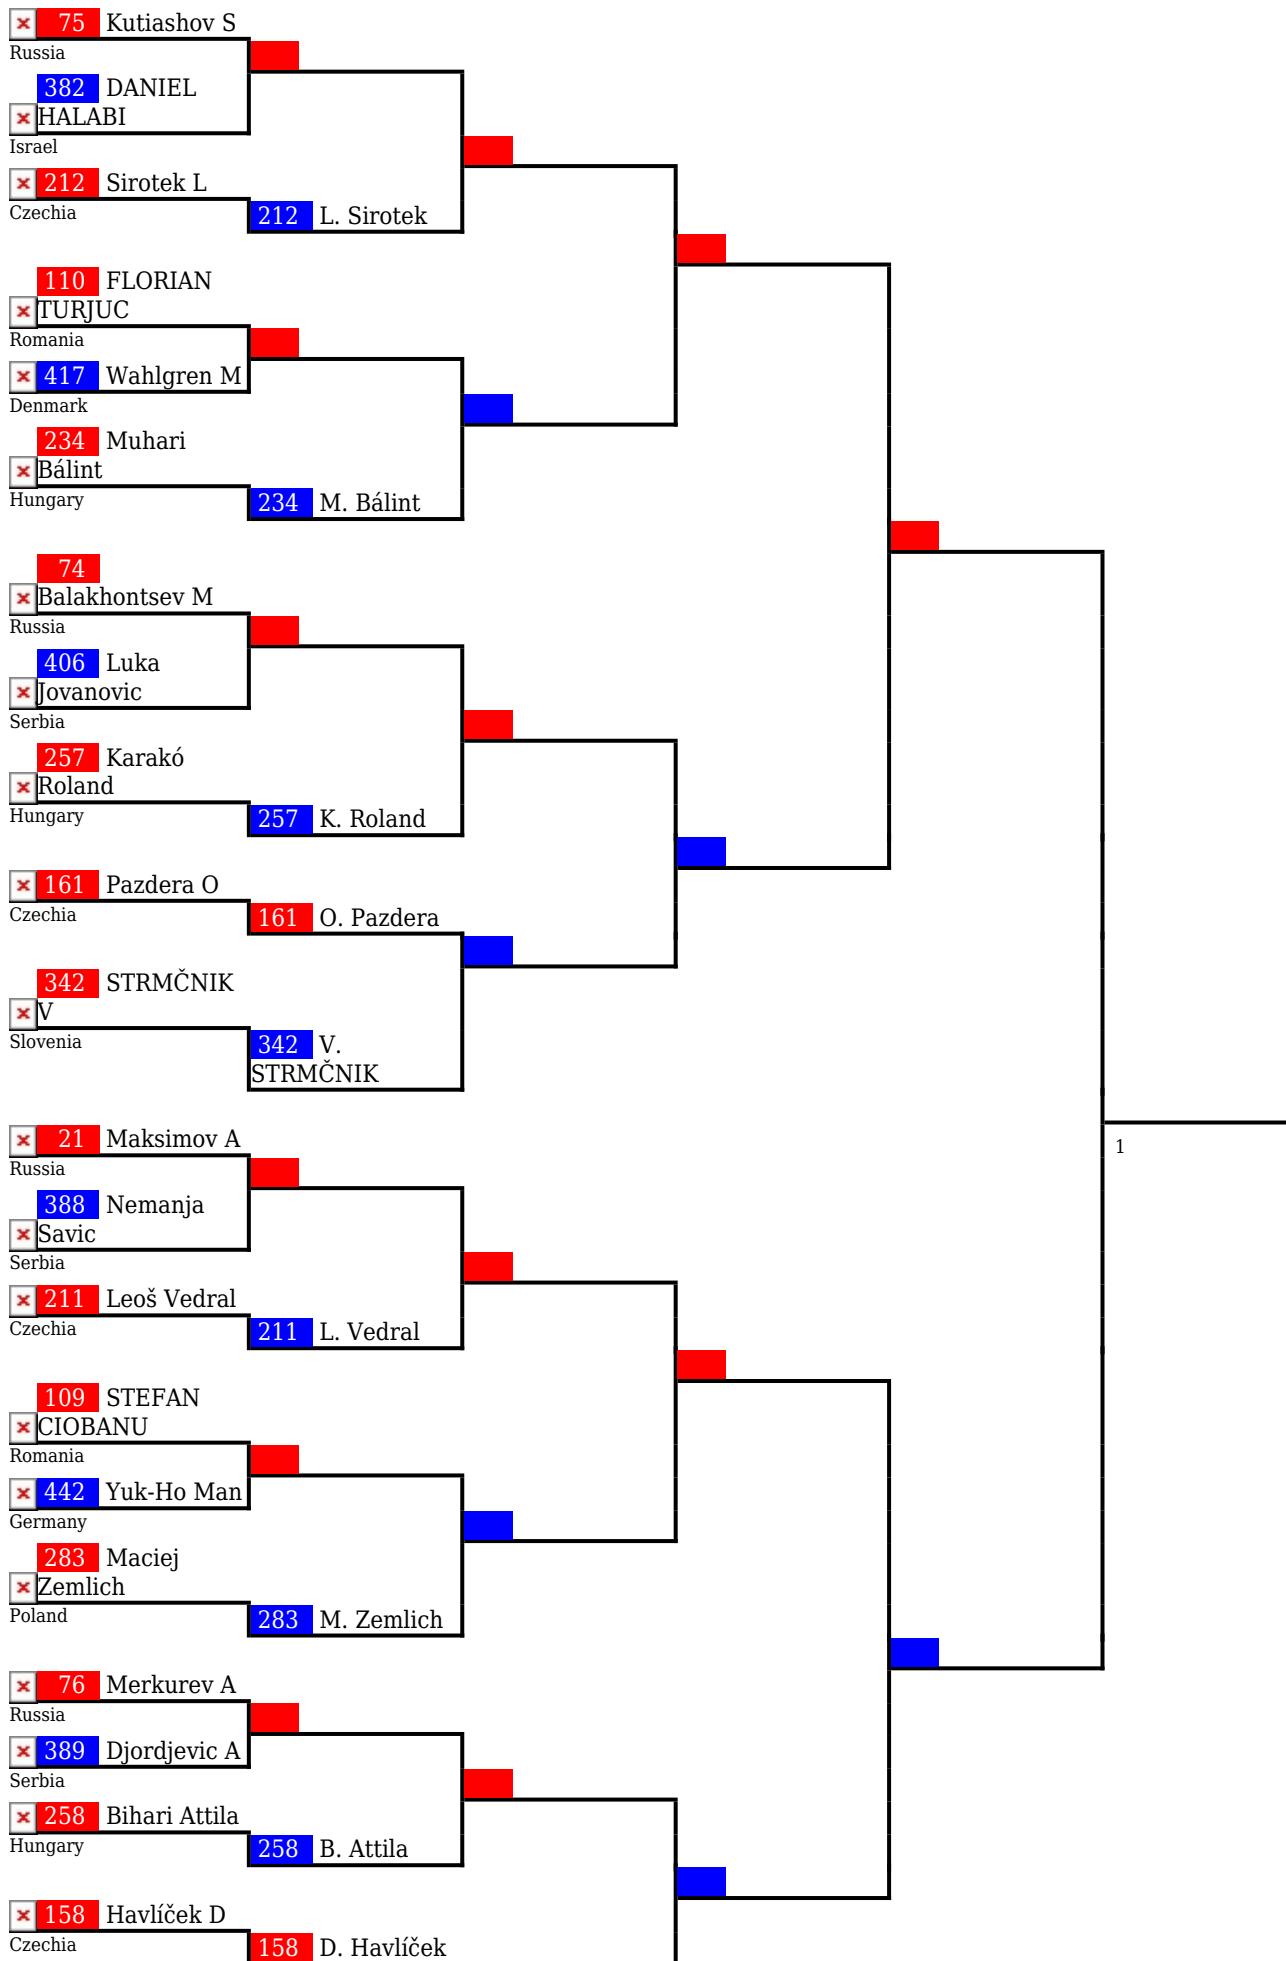 75 Kutiashov S
Russia
382 DANIEL
HALABI
Israel
212 Sirotek L
Czechia
212 L. Sirotek
110 FLORIAN
TURJUC
Romania
417 Wahlgren M
Denmark
234 Muhari
Bálint
Hungary
234 M. Bálint
74
Balakhontsev M
Russia
406 Luka
Jovanovic
Serbia
257 Karakó
Roland
Hungary
257 K. Roland
161 Pazdera O
Czechia
161 O. Pazdera
342 STRMČNIK
V
Slovenia
342 V.
STRMČNIK
21 Maksimov A
Russia
388 Nemanja
Savic
Serbia
1
211 Leoš Vedral
Czechia
211 L. Vedral
109 STEFAN
CIOBANU
Romania
442 Yuk-Ho Man
Germany
283 Maciej
Zemlich
Poland
283 M. Zemlich
76 Merkurev A
Russia
389 Djordjevic A
Serbia
258 Bihari Attila
Hungary
258 B. Attila
158 Havlíček D
Czechia
158 D. Havlíček